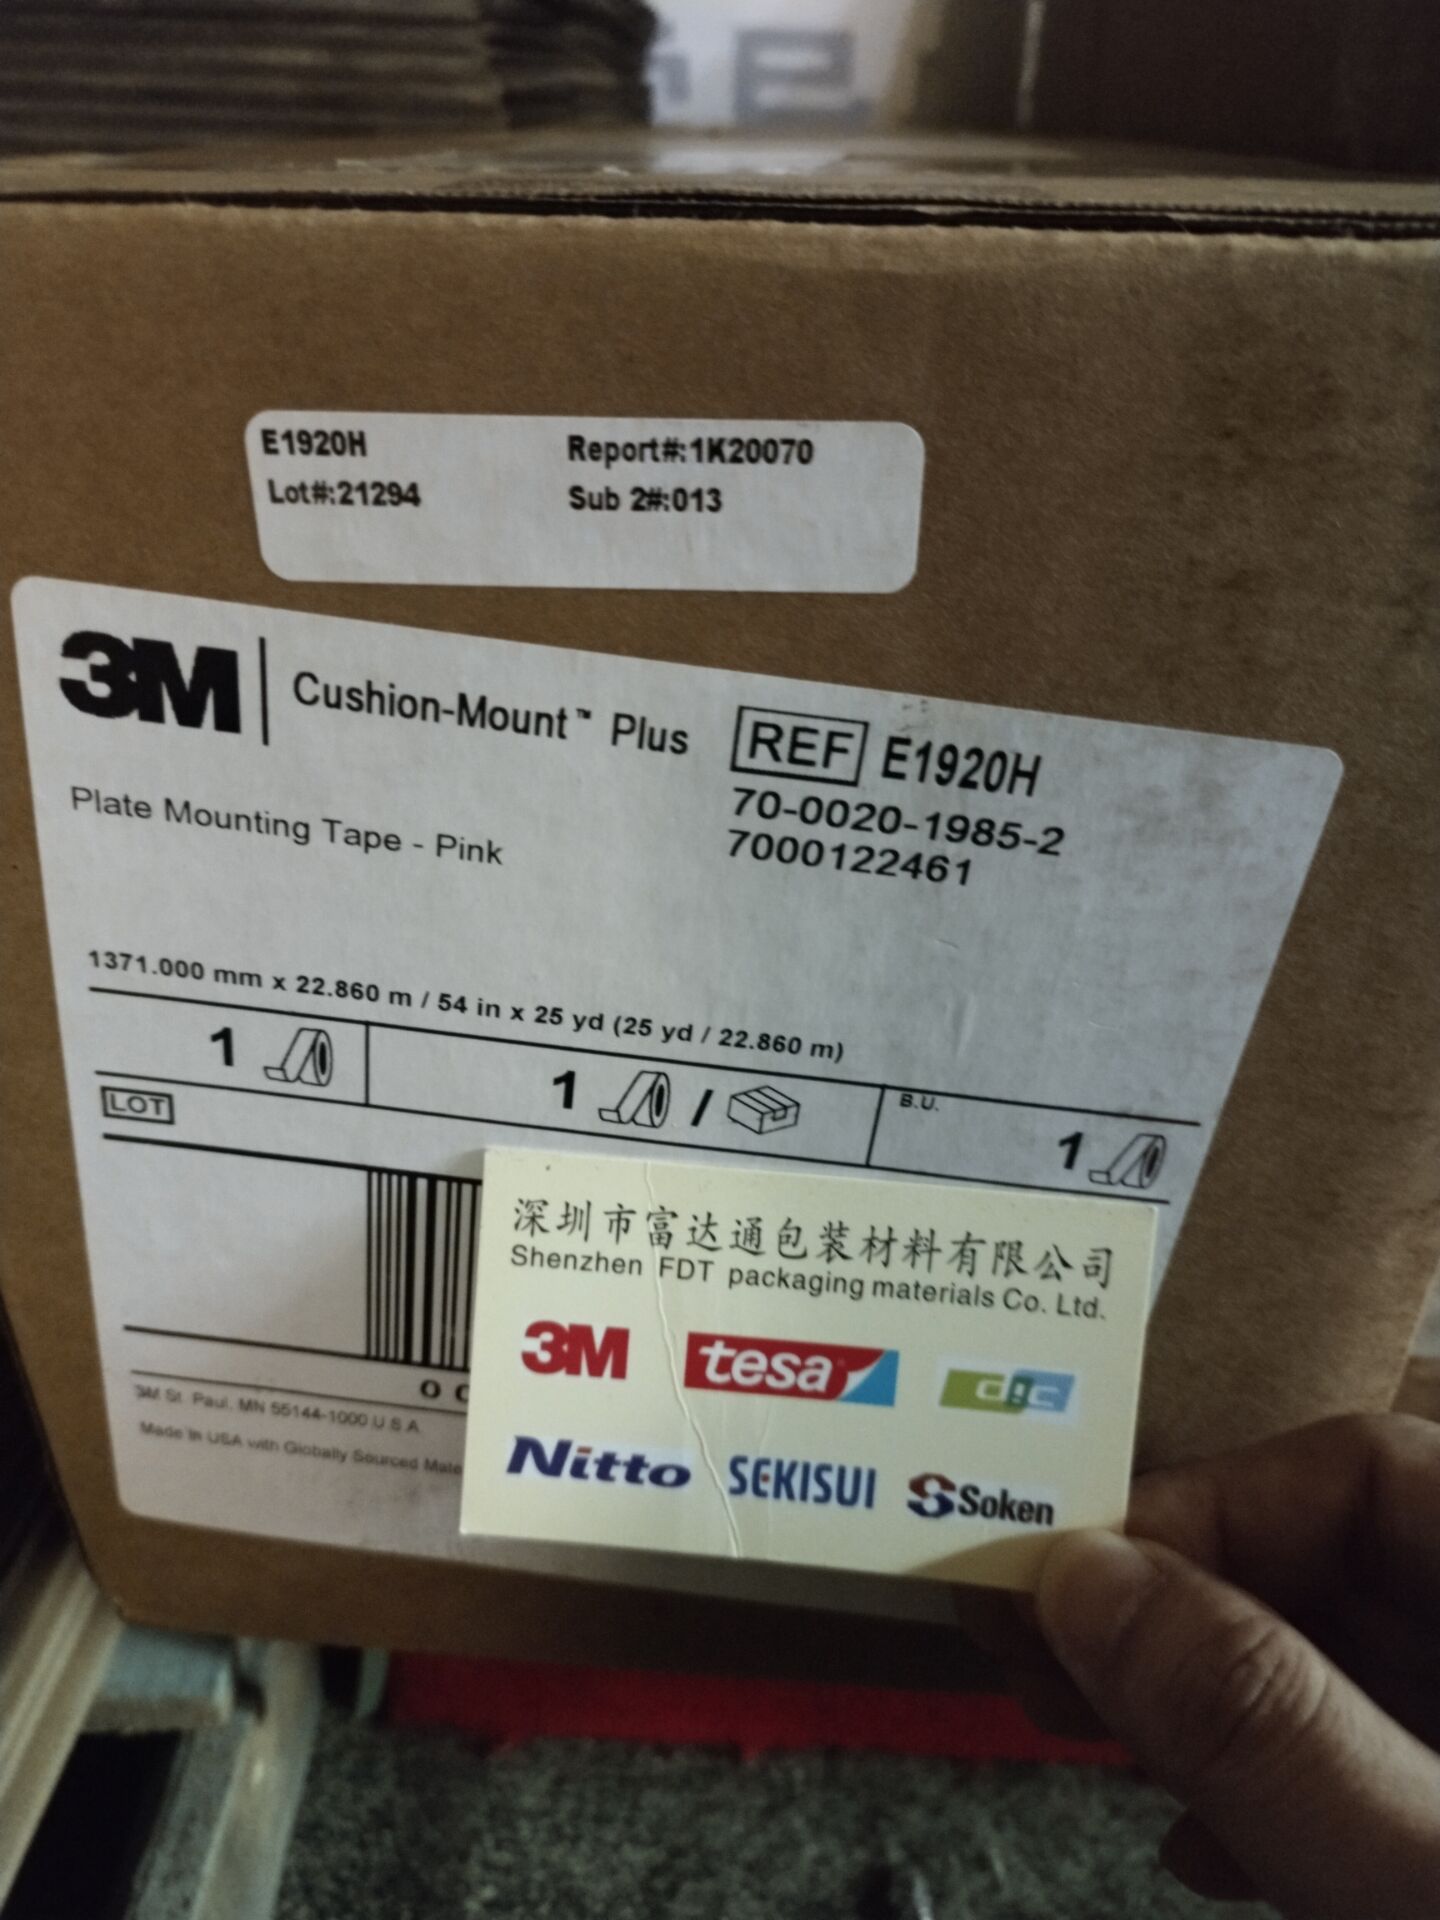 E1920H Report#:1K20070
Lot#:21294 Sub 2#:013
3M Cushion-Mount™ Plus REF E1920H
70-0020-1985-2
Plate Mounting Tape - Pink 7000122461
1371.000 mm x 22.860 m / 54 in x 25 yd (25 yd / 22.860 m)
1 1 / B.U. 1
LOT
深圳市富达通包装材料有限公司
Shenzhen FDT packaging materials Co. Ltd.
3M tesa
Nitto SEKISUI Soken
3M St. Paul, MN 55144-1000 U.S.A.
Made in USA with Globally Sourced Mate